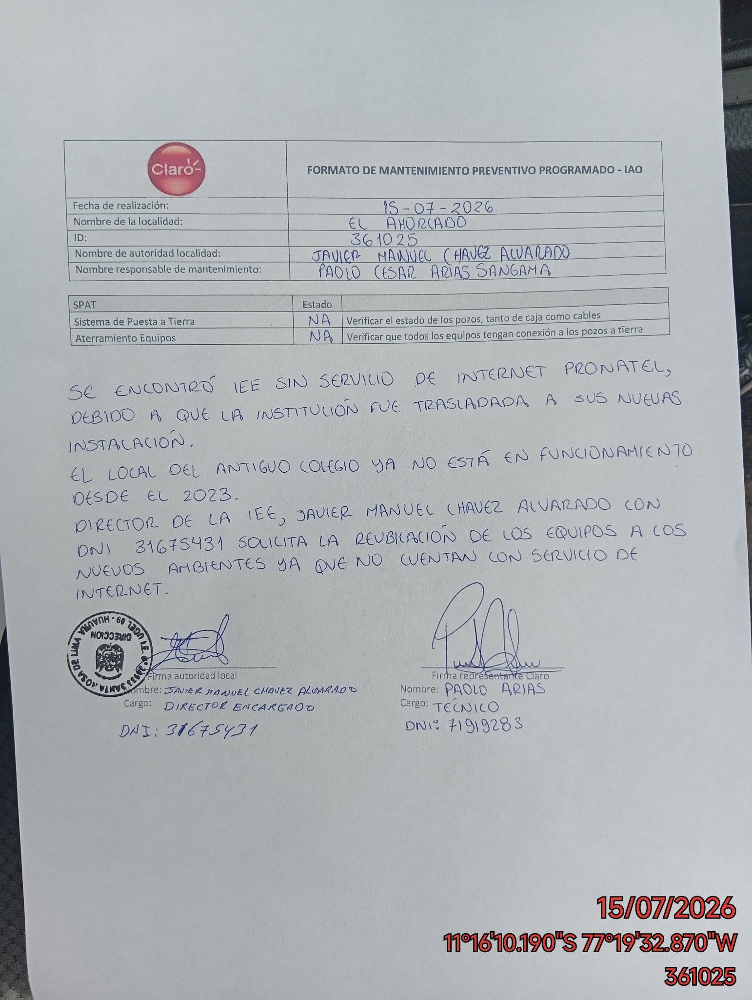 Claro
FORMATO DE MANTENIMIENTO PREVENTIVO PROGRAMADO - IAO
Fecha de realización: 15-07-2026
Nombre de la localidad: EL AHORCADO
ID: 361025
Nombre de autoridad localidad: JAVIER MANUEL CHAVEZ ALVARADO
Nombre responsable de mantenimiento: PAOLO CESAR ARIAS SANGAMA
SPAT Estado
Sistema de Puesta a Tierra NA Verificar el estado de los pozos, tanto de caja como cables
Aterramiento Equipos NA Verificar que todos los equipos tengan conexión a los pozos a tierra
SE ENCONTRÓ IEE SIN SERVICIO DE INTERNET PRONATEL,
DEBIDO A QUE LA INSTITUCIÓN FUE TRASLADADA A SUS NUEVAS
INSTALACIÓN.
EL LOCAL DEL ANTIGUO COLEGIO YA NO ESTÁ EN FUNCIONAMIENTO
DESDE EL 2023.
DIRECTOR DE LA IEE, JAVIER MANUEL CHAVEZ ALVARADO CON
DNI 31675431 SOLICITA LA REUBICACIÓN DE LOS EQUIPOS A LOS
NUEVOS AMBIENTES YA QUE NO CUENTAN CON SERVICIO DE
INTERNET.
UGEL 09 - HUAURA
I.E. SANTA ROSA DE LIMA
DIRECCION
Firma autoridad local
Nombre: JAVIER MANUEL CHAVEZ ALVARADO
Cargo: DIRECTOR ENCARGADO
DNI: 31675431
Firma representante Claro
Nombre: PAOLO ARIAS
Cargo: TÉCNICO
DNI: 71919283
15/07/2026
11°16'10.190"S 77°19'32.870"W
361025